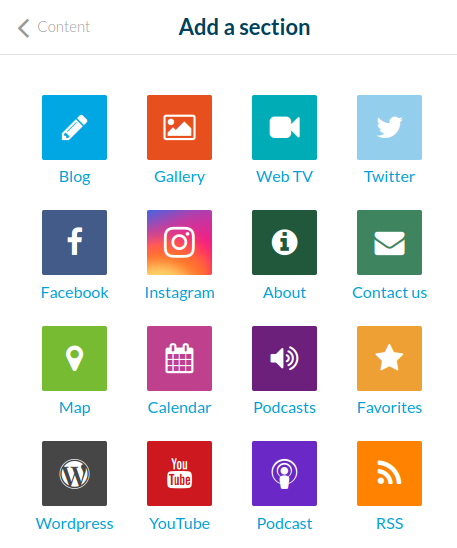 Content
Add a section
Blog
Gallery
Web TV
Twitter
Facebook
Instagram
About
Contact us
Map
Calendar
Podcasts
Favorites
You
Tube
Wordpress
YouTube
Podcast
RSS